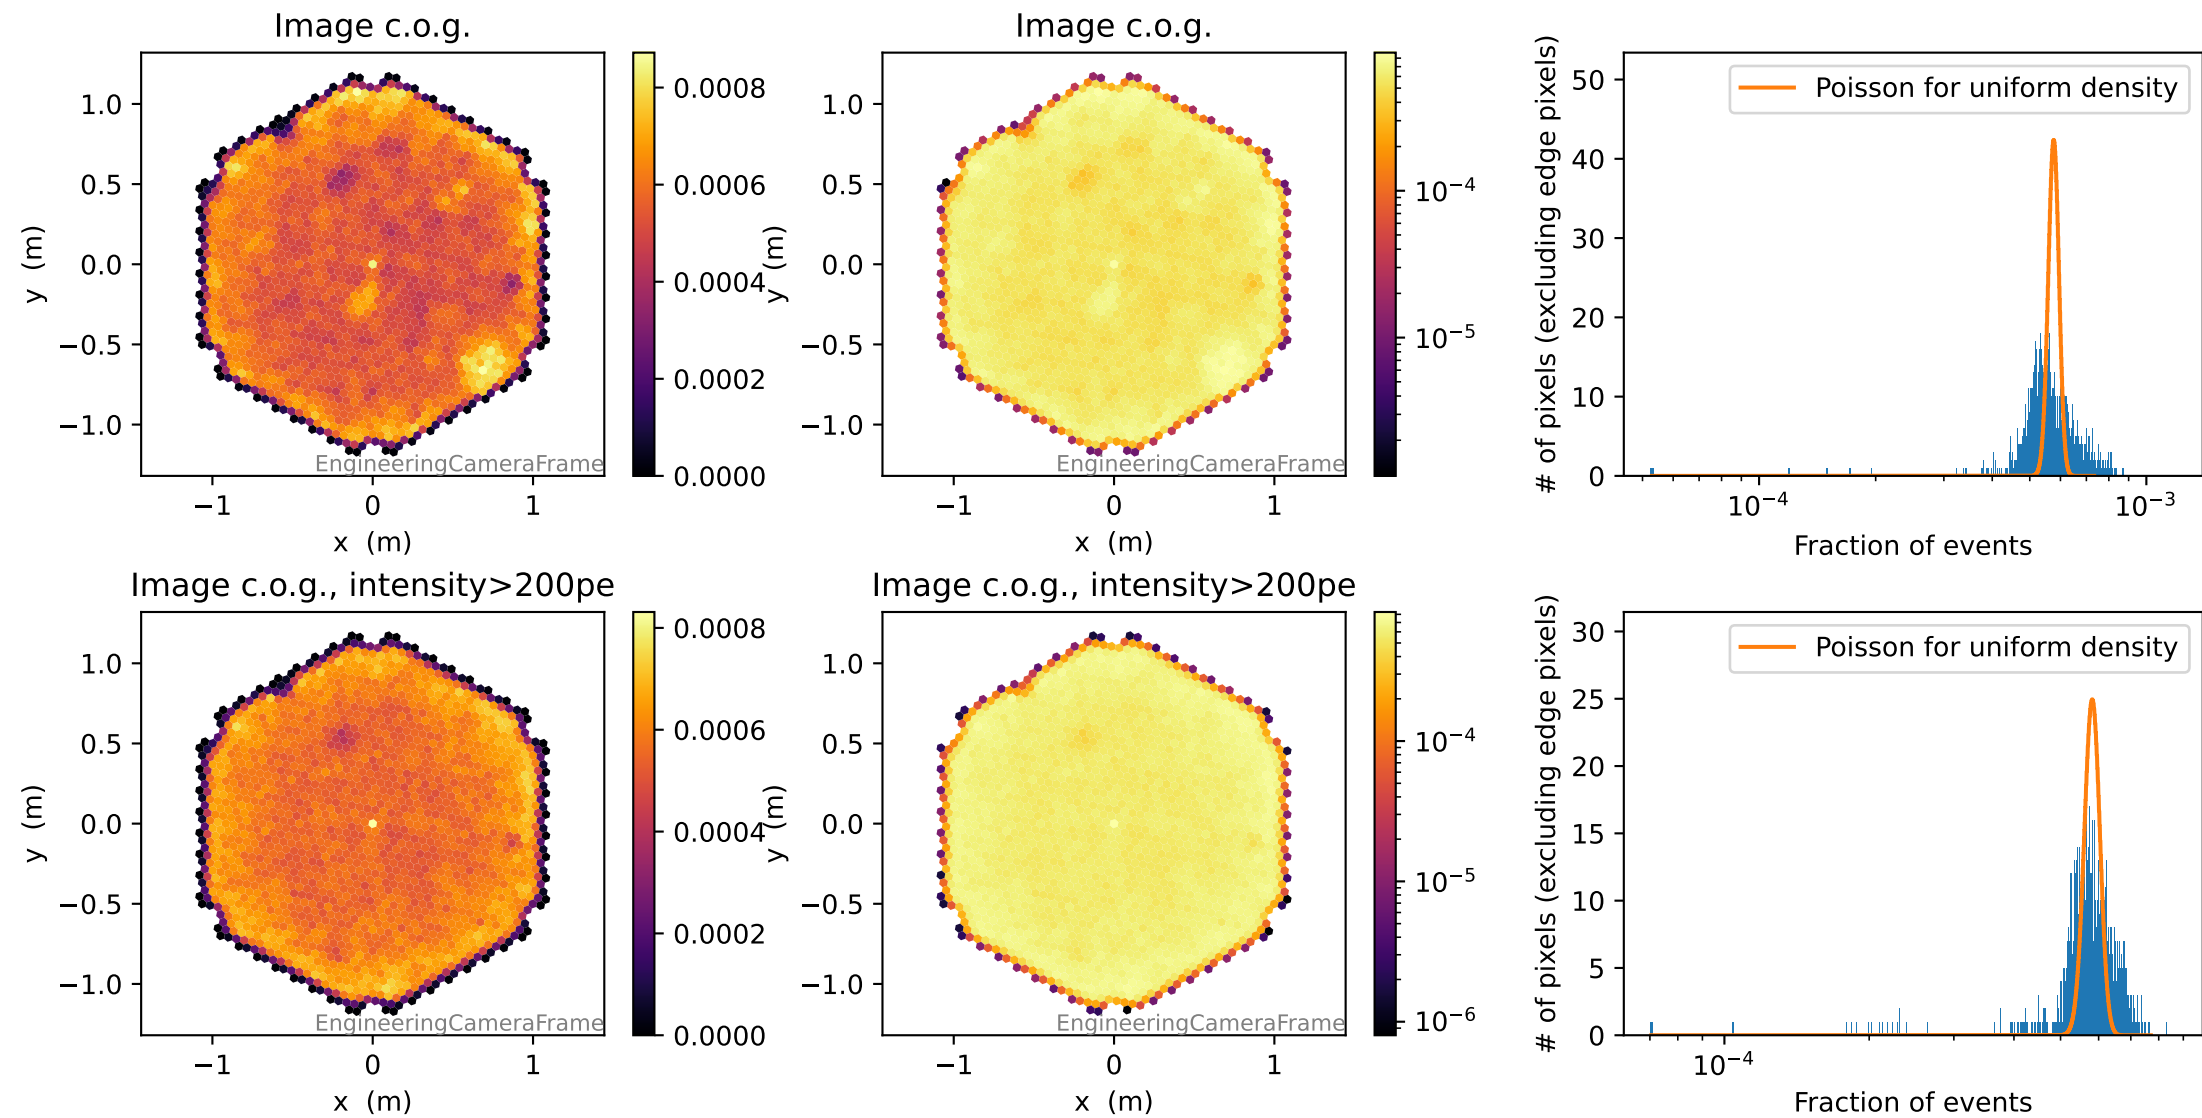 Image c.o.g.
y (m)
1.0
0.5
0.0
−0.5
−1.0
−1
0
1
x (m)
EngineeringCameraFrame
0.0008
0.0006
0.0004
0.0002
0.0000
Image c.o.g.
y (m)
1.0
0.5
0.0
−0.5
−1.0
−1
0
1
x (m)
EngineeringCameraFrame
10⁻⁴
10⁻⁵
# of pixels (excluding edge pixels)
50
40
30
20
10
0
Poisson for uniform density
10⁻⁴
10⁻³
Fraction of events
Image c.o.g., intensity>200pe
y (m)
1.0
0.5
0.0
−0.5
−1.0
−1
0
1
x (m)
EngineeringCameraFrame
0.0008
0.0006
0.0004
0.0002
0.0000
Image c.o.g., intensity>200pe
y (m)
1.0
0.5
0.0
−0.5
−1.0
−1
0
1
x (m)
EngineeringCameraFrame
10⁻⁴
10⁻⁵
10⁻⁶
# of pixels (excluding edge pixels)
30
25
20
15
10
5
0
Poisson for uniform density
10⁻⁴
Fraction of events